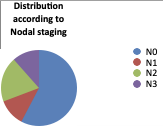 Distribution
according to
Nodal staging
N0
N1
N2
N3